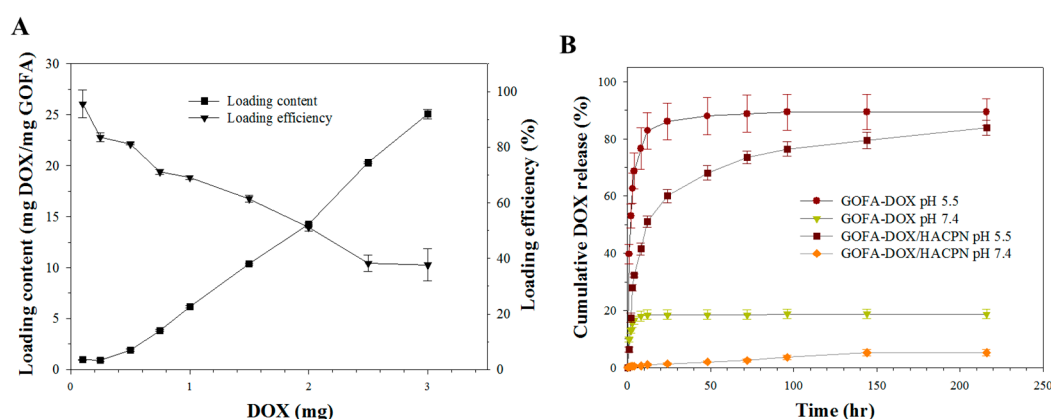 A
Loading content (mg DOX/mg GOFA)
30
25
20
15
10
5
0
Loading content
Loading efficiency
100
80
60
40
20
0
Loading efficiency (%)
0 1 2 3
DOX (mg)
B
Cumulative DOX release (%)
100
80
60
40
20
0
GOFA-DOX pH 5.5
GOFA-DOX pH 7.4
GOFA-DOX/HACPN pH 5.5
GOFA-DOX/HACPN pH 7.4
0 50 100 150 200 250
Time (hr)